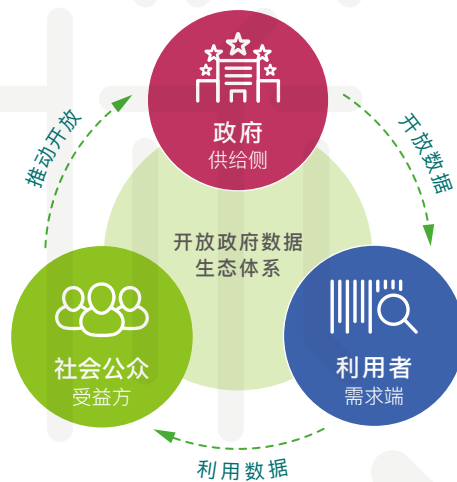 政府
供给侧
推动开放
开放数据
开放政府数据
生态体系
社会公众
受益方
利用者
需求端
利用数据